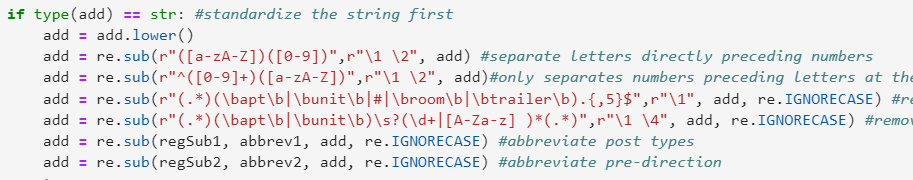 if type(add) == str: #standardize the string first
add = add.lower()
add = re.sub(r"([a-zA-Z])([0-9])",r"\1 \2", add) #separate letters directly preceding numbers
add = re.sub(r"^([0-9]+)([a-zA-Z])",r"\1 \2", add)#only separates numbers preceding letters at the
add = re.sub(r"(.*)(\bapt\b|\bunit\b|#|\broom\b|\btrailer\b).{,5}$",r"\1", add, re.IGNORECASE) #re
add = re.sub(r"(.*)(\bapt\b|\bunit\b)\s?(\d+|[A-Za-z] )*(.*)",r"\1 \4", add, re.IGNORECASE) #remov
add = re.sub(regSub1, abbrev1, add, re.IGNORECASE) #abbreviate post types
add = re.sub(regSub2, abbrev2, add, re.IGNORECASE) #abbreviate pre-direction